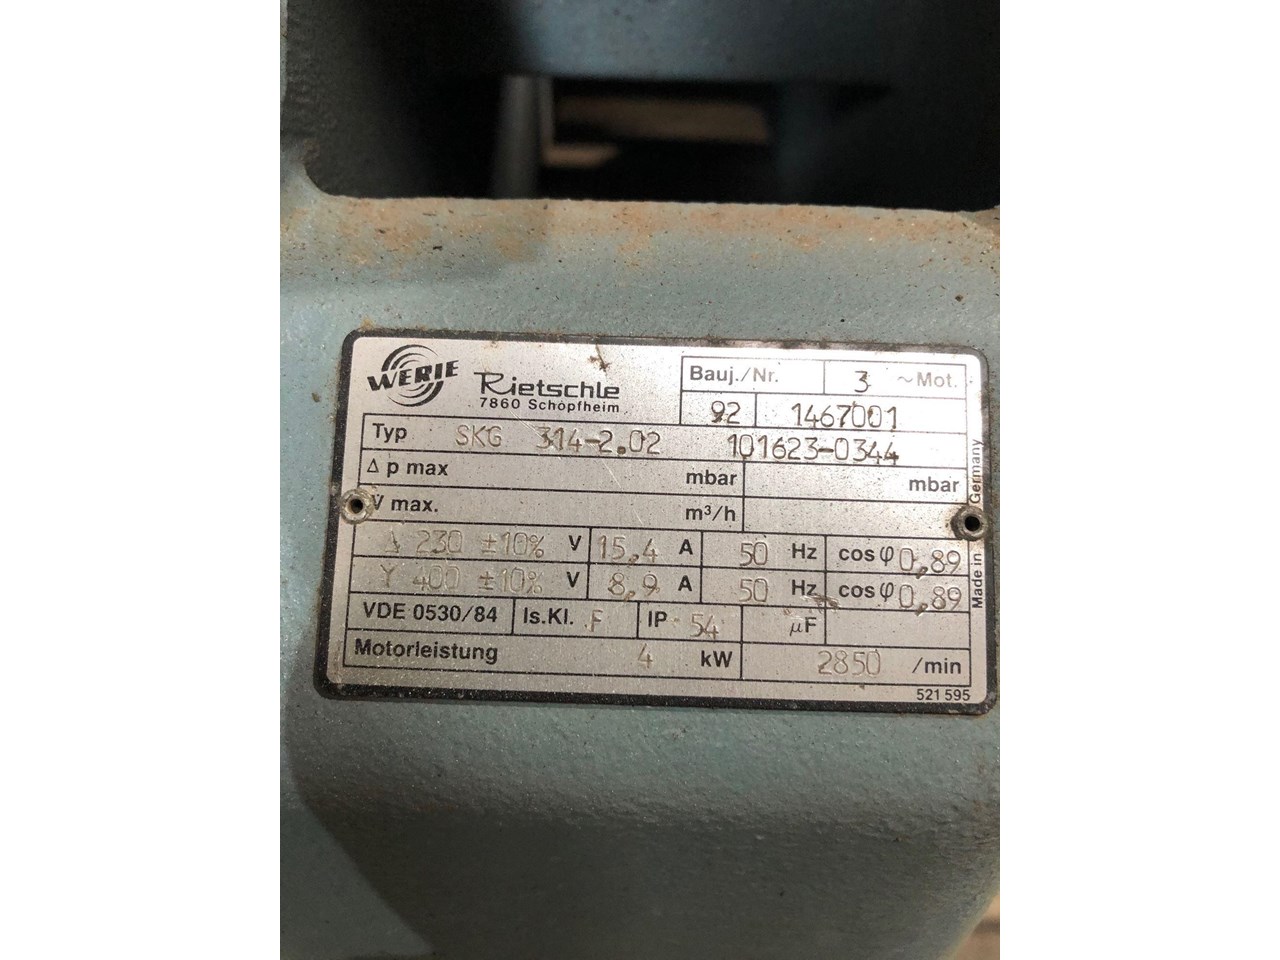 WERIE Rietschle
7860 Schopfheim
Bauj./Nr. 3 ~Mot.
92 1467001
Typ SKG 314-2.02 101623-0344
Δ p max mbar mbar
V̇ max. m³/h
Δ 230 ±10% V 15,4 A 50 Hz cos φ 0,89
Y 400 ±10% V 8,9 A 50 Hz cos φ 0,89
VDE 0530/84 Is.Kl. F IP 54 µF
Motorleistung 4 kW 2850 /min
521 595
Made in Germany